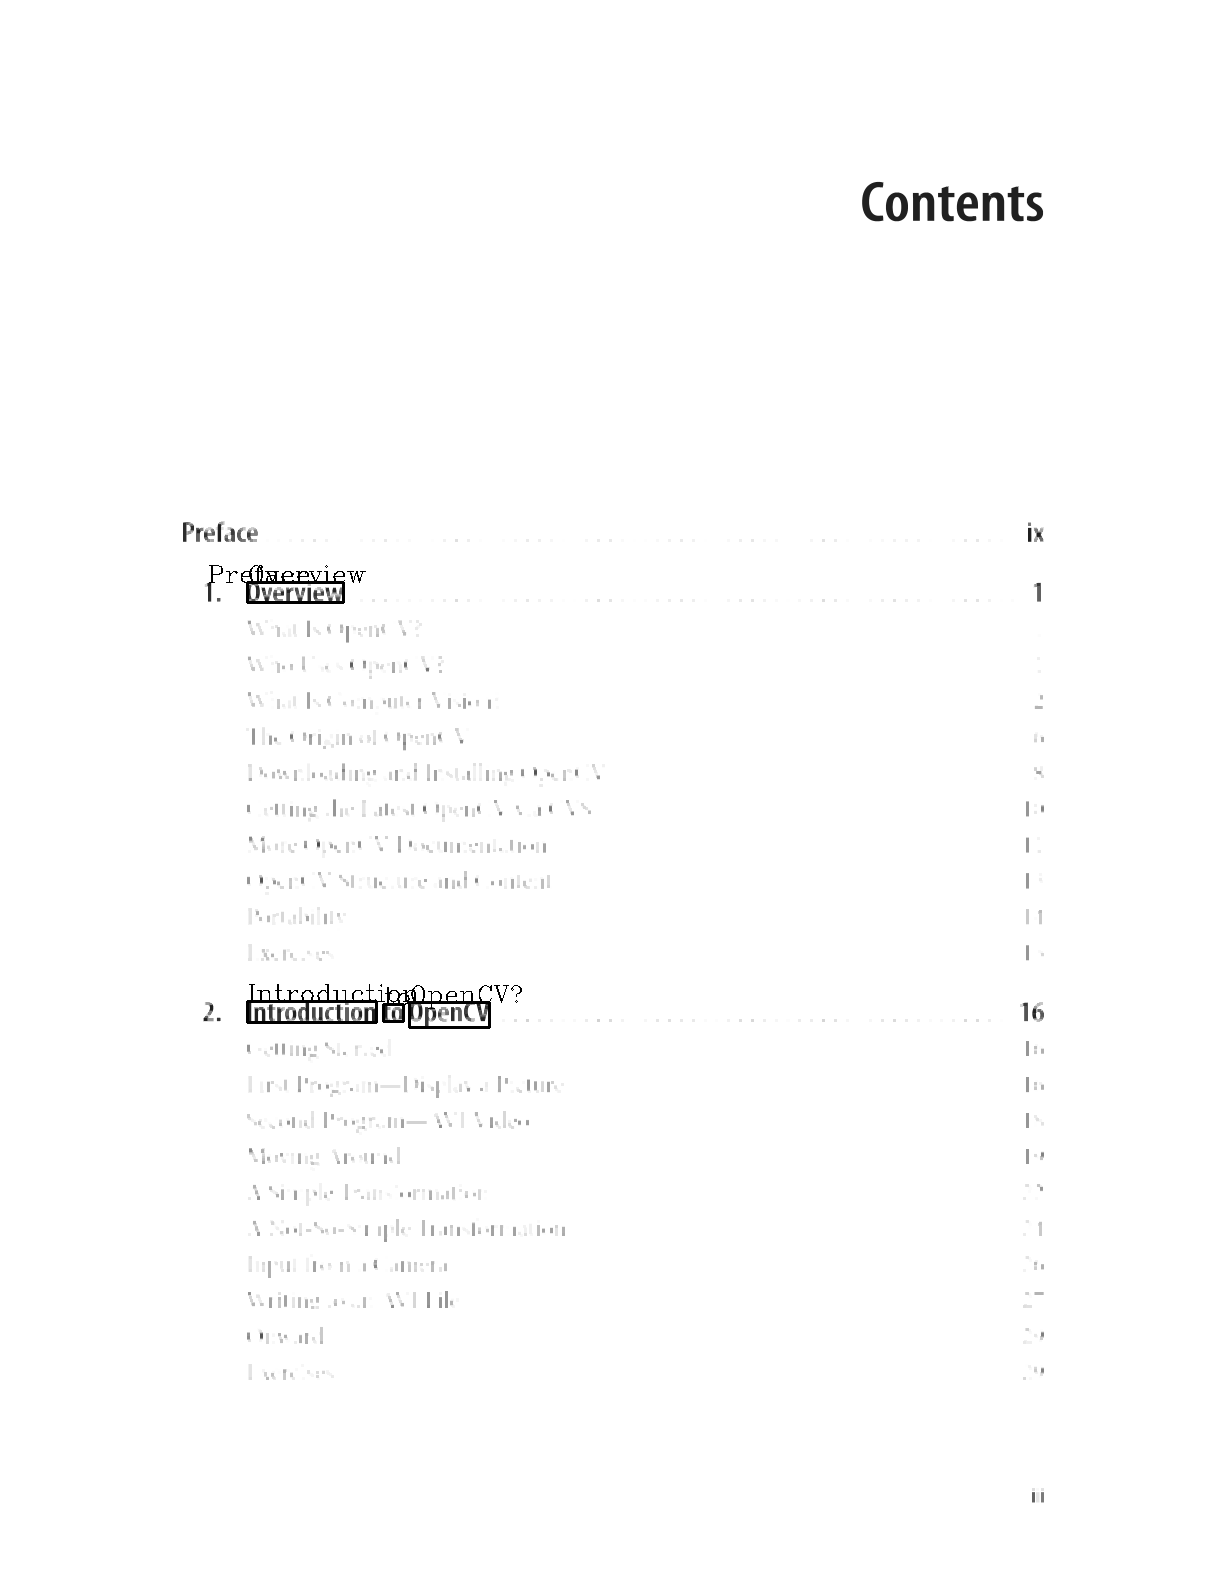 Contents
Preface . . . . . . . . . . . . . . . . . . . . ix
Preface Overview
1. Overview . . . . . . . . . . . . . . . . . . . . 1
What Is OpenCV?
Who Uses OpenCV?
What Is Computer Vision? 2
The Origin of OpenCV 6
Downloading and Installing OpenCV 8
Getting the Latest OpenCV via CVS 10
More OpenCV Documentation
OpenCV Structure and Content 13
Portability 14
Exercises 15
Introduction to OpenCV?
2. Introduction to OpenCV . . . . . . . . . . . . . . . . . . . . 16
Getting Started 16
First Program—Display a Picture 16
Second Program—AVI Video 18
Moving Around 19
A Simple Transformation 22
A Not-So-Simple Transformation 24
Input from a Camera 26
Writing to an AVI File 27
Onward 29
Exercises 29
iii